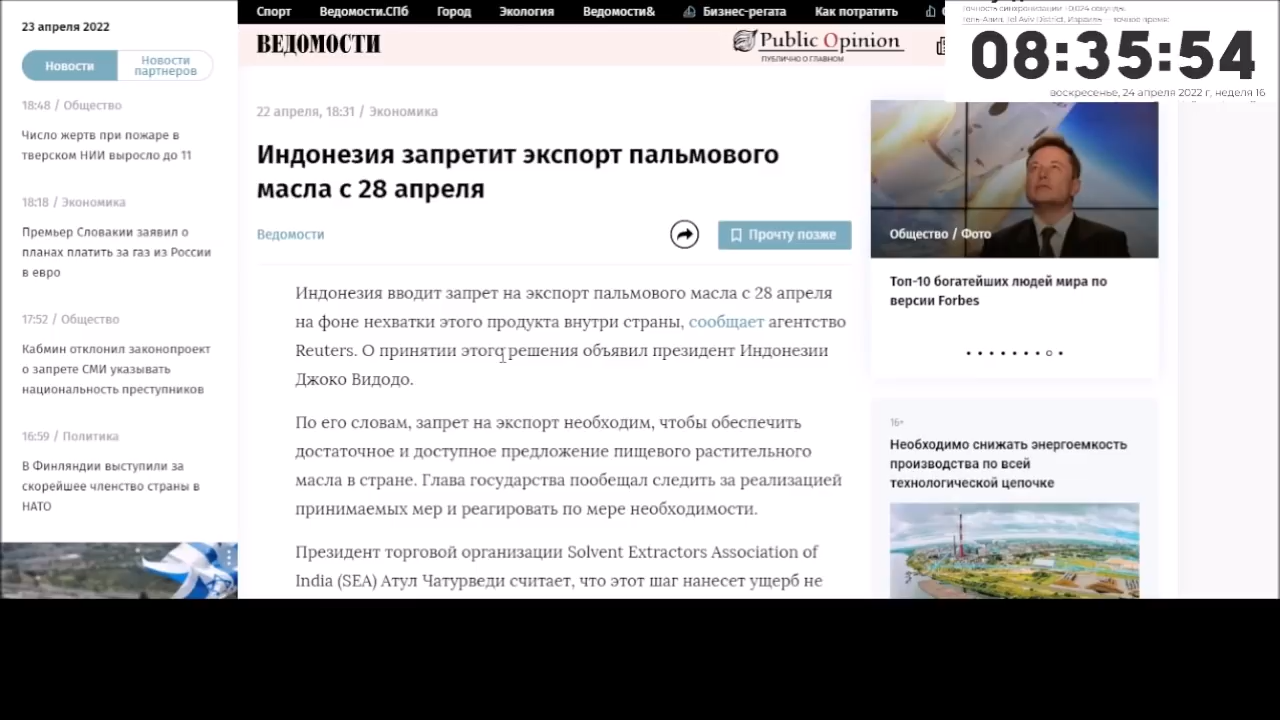 Спорт Ведомости.СПб Город Экология Ведомости& Бизнес-регата Как потратить
Тель-Авив, Tel Aviv District, Израиль — точное время:
08:35:54
воскресенье, 24 апреля 2022 г, неделя 16
23 апреля 2022
Новости
Новости
партнеров
18:48 / Общество
Число жертв при пожаре в
тверском НИИ выросло до 11
18:18 / Экономика
Премьер Словакии заявил о
планах платить за газ из России
в евро
17:52 / Общество
Кабмин отклонил законопроект
о запрете СМИ указывать
национальность преступников
16:59 / Политика
В Финляндии выступили за
скорейшее членство страны в
НАТО
ВЕДОМОСТИ
Public Opinion
ПУБЛИЧНО О ГЛАВНОМ
22 апреля, 18:31 / Экономика
Индонезия запретит экспорт пальмового
масла с 28 апреля
Ведомости
Прочту позже
Индонезия вводит запрет на экспорт пальмового масла с 28 апреля
на фоне нехватки этого продукта внутри страны, сообщает агентство
Reuters. О принятии этого решения объявил президент Индонезии
Джоко Видодо.
По его словам, запрет на экспорт необходим, чтобы обеспечить
достаточное и доступное предложение пищевого растительного
масла в стране. Глава государства пообещал следить за реализацией
принимаемых мер и реагировать по мере необходимости.
Президент торговой организации Solvent Extractors Association of
India (SEA) Атул Чатурведи считает, что этот шаг нанесет ущерб не
Общество / Фото
Топ-10 богатейших людей мира по
версии Forbes
16+
Необходимо снижать энергоемкость
производства по всей
технологической цепочке